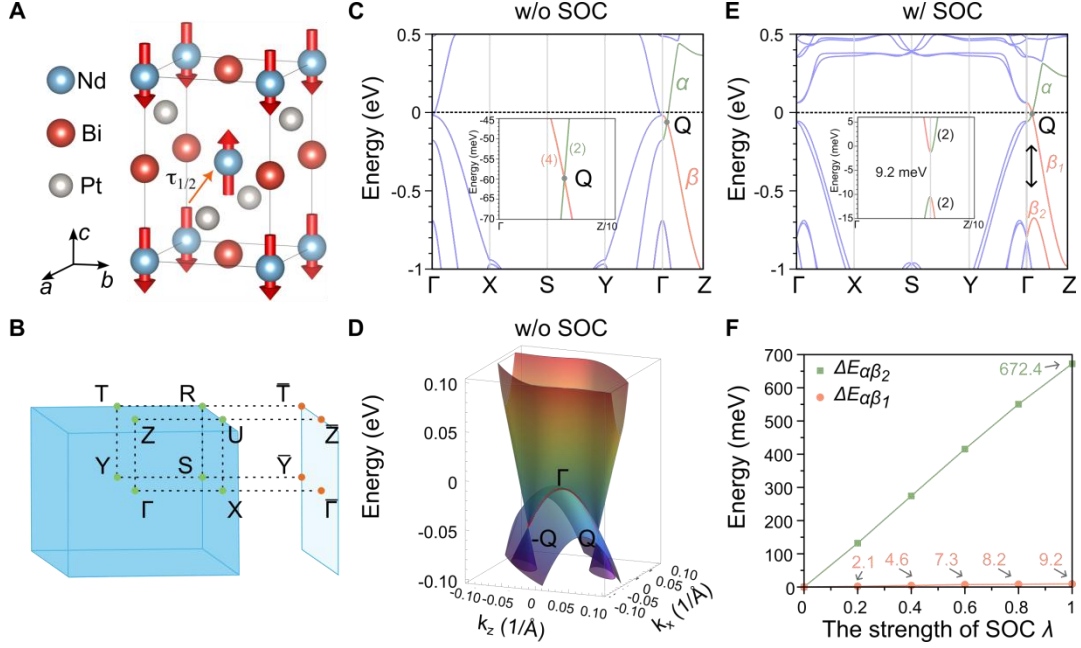 A
Nd
Bi
Pt
τ1/2
c
a
b
B
T
R
T̅
Z
U
Z̅
Y
S
Y̅
Γ
X
Γ̅
C
w/o SOC
Energy (eV)
0.5
0
-0.5
-1
α
Q
β
Energy (meV)
-45
-50
-55
-60
-65
-70
(4)
(2)
Q
Γ
Z/10
Γ
X
S
Y
Γ
Z
D
w/o SOC
Energy (eV)
0.10
0.05
0
-0.05
-0.10
Γ
-Q
Q
-0.10
-0.05
0
0.05
0.10
kz (1/Å)
-0.10
-0.05
0
0.05
0.10
kx (1/Å)
E
w/ SOC
Energy (eV)
0.5
0
-0.5
-1
α
Q
β1
β2
Energy (meV)
5
0
-5
-10
-15
(2)
9.2 meV
(2)
Γ
Z/10
Γ
X
S
Y
Γ
Z
F
Energy (meV)
700
600
500
400
300
200
100
0
ΔEαβ2
ΔEαβ1
672.4
2.1
4.6
7.3
8.2
9.2
0
0.2
0.4
0.6
0.8
1
The strength of SOC λ